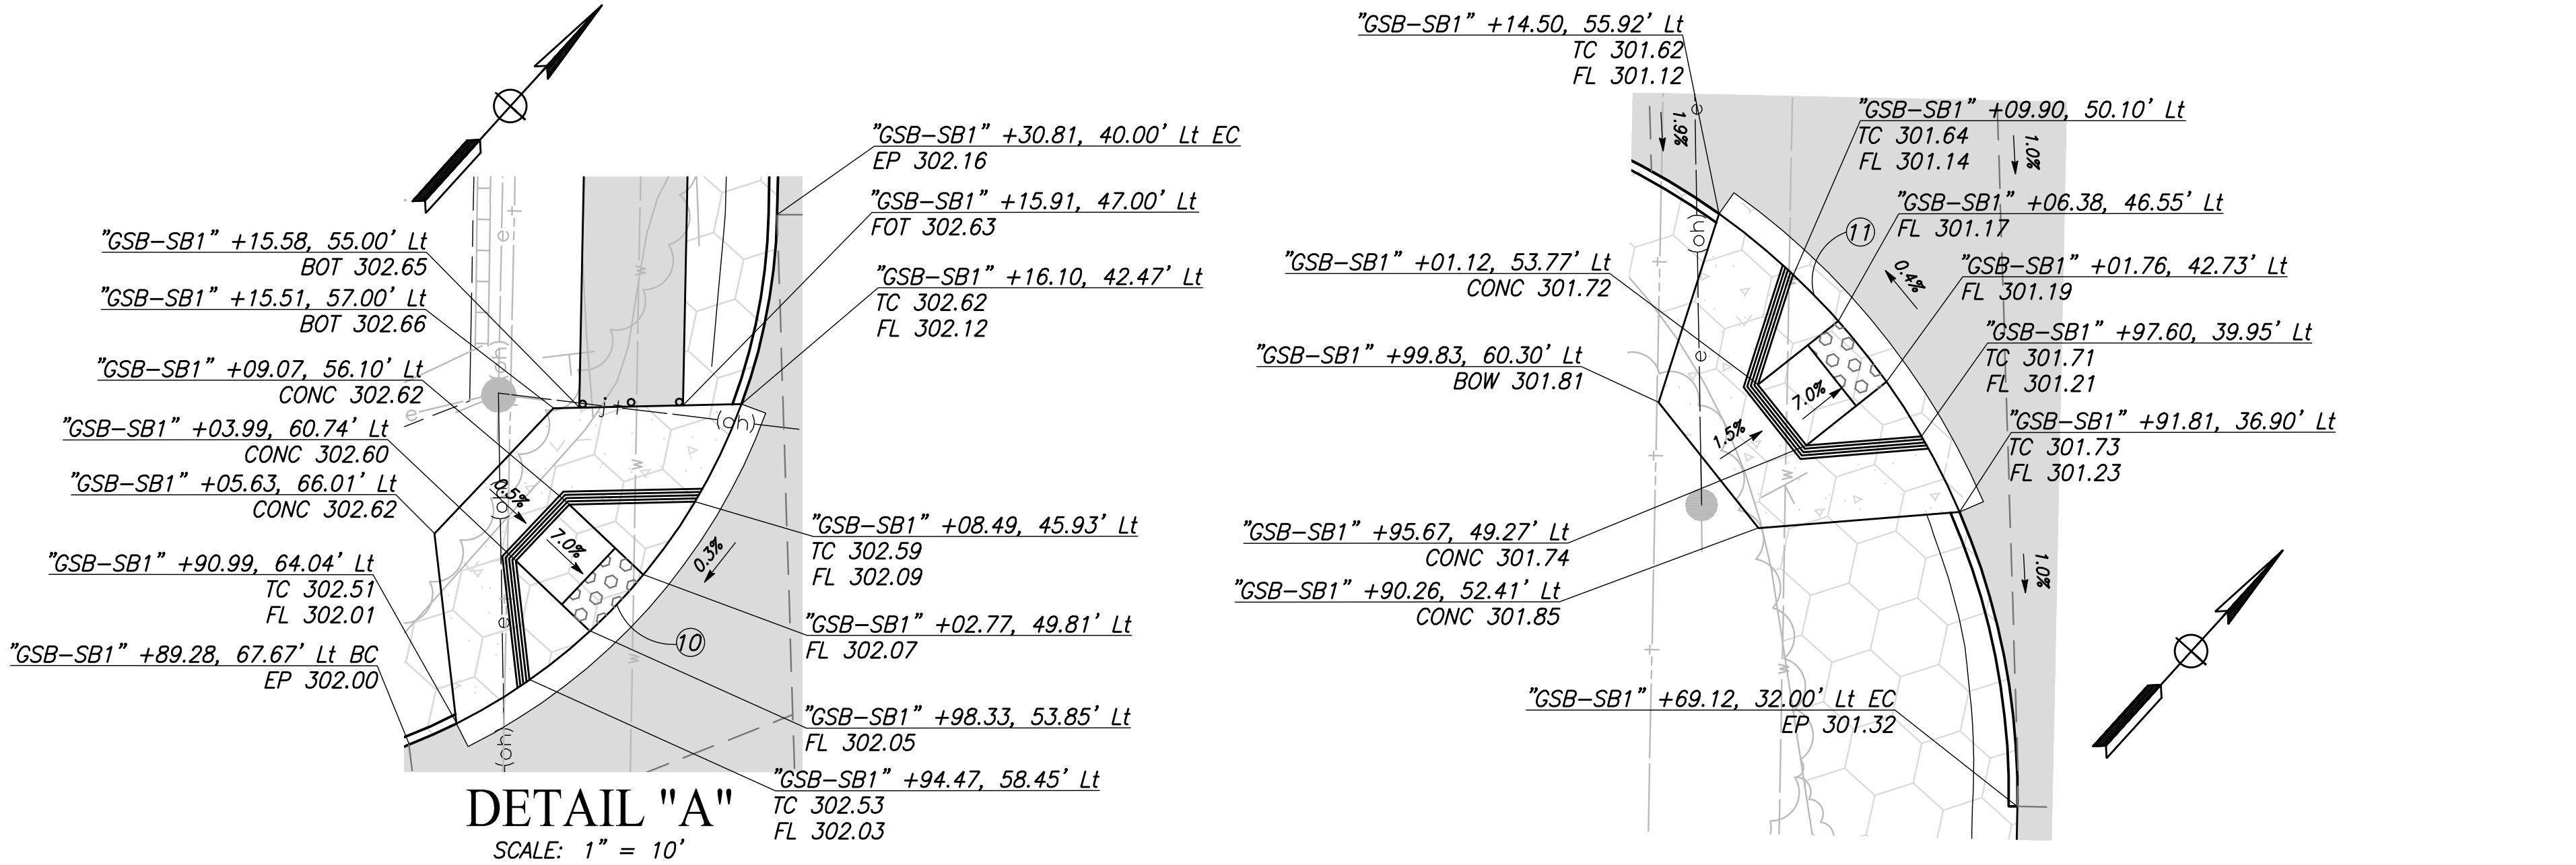 "GSB-SB1" +30.81, 40.00' Lt EC
EP 302.16
"GSB-SB1" +15.91, 47.00' Lt
FOT 302.63
"GSB-SB1" +16.10, 42.47' Lt
TC 302.62
FL 302.12
"GSB-SB1" +15.58, 55.00' Lt
BOT 302.65
"GSB-SB1" +15.51, 57.00' Lt
BOT 302.66
"GSB-SB1" +09.07, 56.10' Lt
CONC 302.62
"GSB-SB1" +03.99, 60.74' Lt
CONC 302.60
"GSB-SB1" +05.63, 66.01' Lt
CONC 302.62
"GSB-SB1" +90.99, 64.04' Lt
TC 302.51
FL 302.01
"GSB-SB1" +89.28, 67.67' Lt BC
EP 302.00
e
t
(oh)
w
e
j+
(oh)
w
0.5%
(oh)
7.0%
0.3%
e
w
10
(oh)
"GSB-SB1" +08.49, 45.93' Lt
TC 302.59
FL 302.09
"GSB-SB1" +02.77, 49.81' Lt
FL 302.07
"GSB-SB1" +98.33, 53.85' Lt
FL 302.05
"GSB-SB1" +94.47, 58.45' Lt
TC 302.53
FL 302.03
DETAIL "A"
SCALE: 1" = 10'
"GSB-SB1" +14.50, 55.92' Lt
TC 301.62
FL 301.12
"GSB-SB1" +09.90, 50.10' Lt
TC 301.64
FL 301.14
"GSB-SB1" +06.38, 46.55' Lt
FL 301.17
"GSB-SB1" +01.76, 42.73' Lt
FL 301.19
"GSB-SB1" +97.60, 39.95' Lt
TC 301.71
FL 301.21
"GSB-SB1" +91.81, 36.90' Lt
TC 301.73
FL 301.23
"GSB-SB1" +01.12, 53.77' Lt
CONC 301.72
"GSB-SB1" +99.83, 60.30' Lt
BOW 301.81
"GSB-SB1" +95.67, 49.27' Lt
CONC 301.74
"GSB-SB1" +90.26, 52.41' Lt
CONC 301.85
"GSB-SB1" +69.12, 32.00' Lt EC
EP 301.32
e
1.9%
1.0%
(oh)
11
0.4%
e
7.0%
1.5%
w
1.0%
w